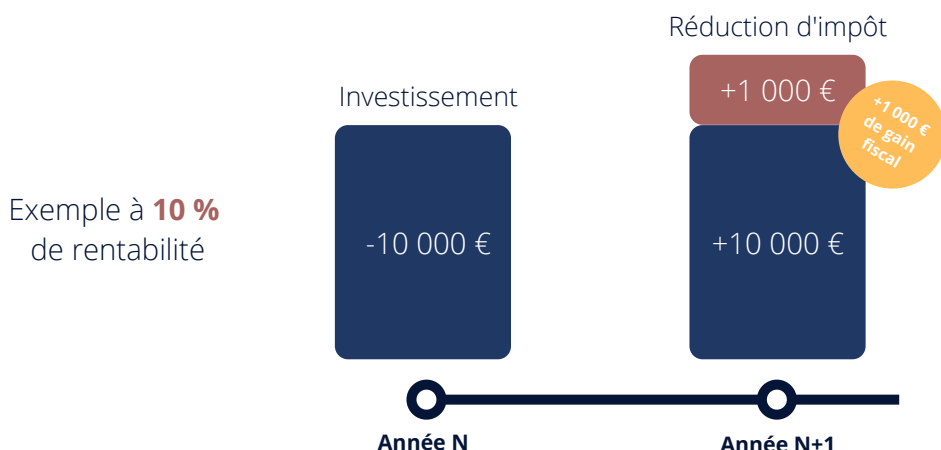 Réduction d'impôt
+1 000 €
Investissement
+1 000 €
de gain
fiscal
Exemple à 10 %
de rentabilité
-10 000 €
+10 000 €
Année N
Année N+1